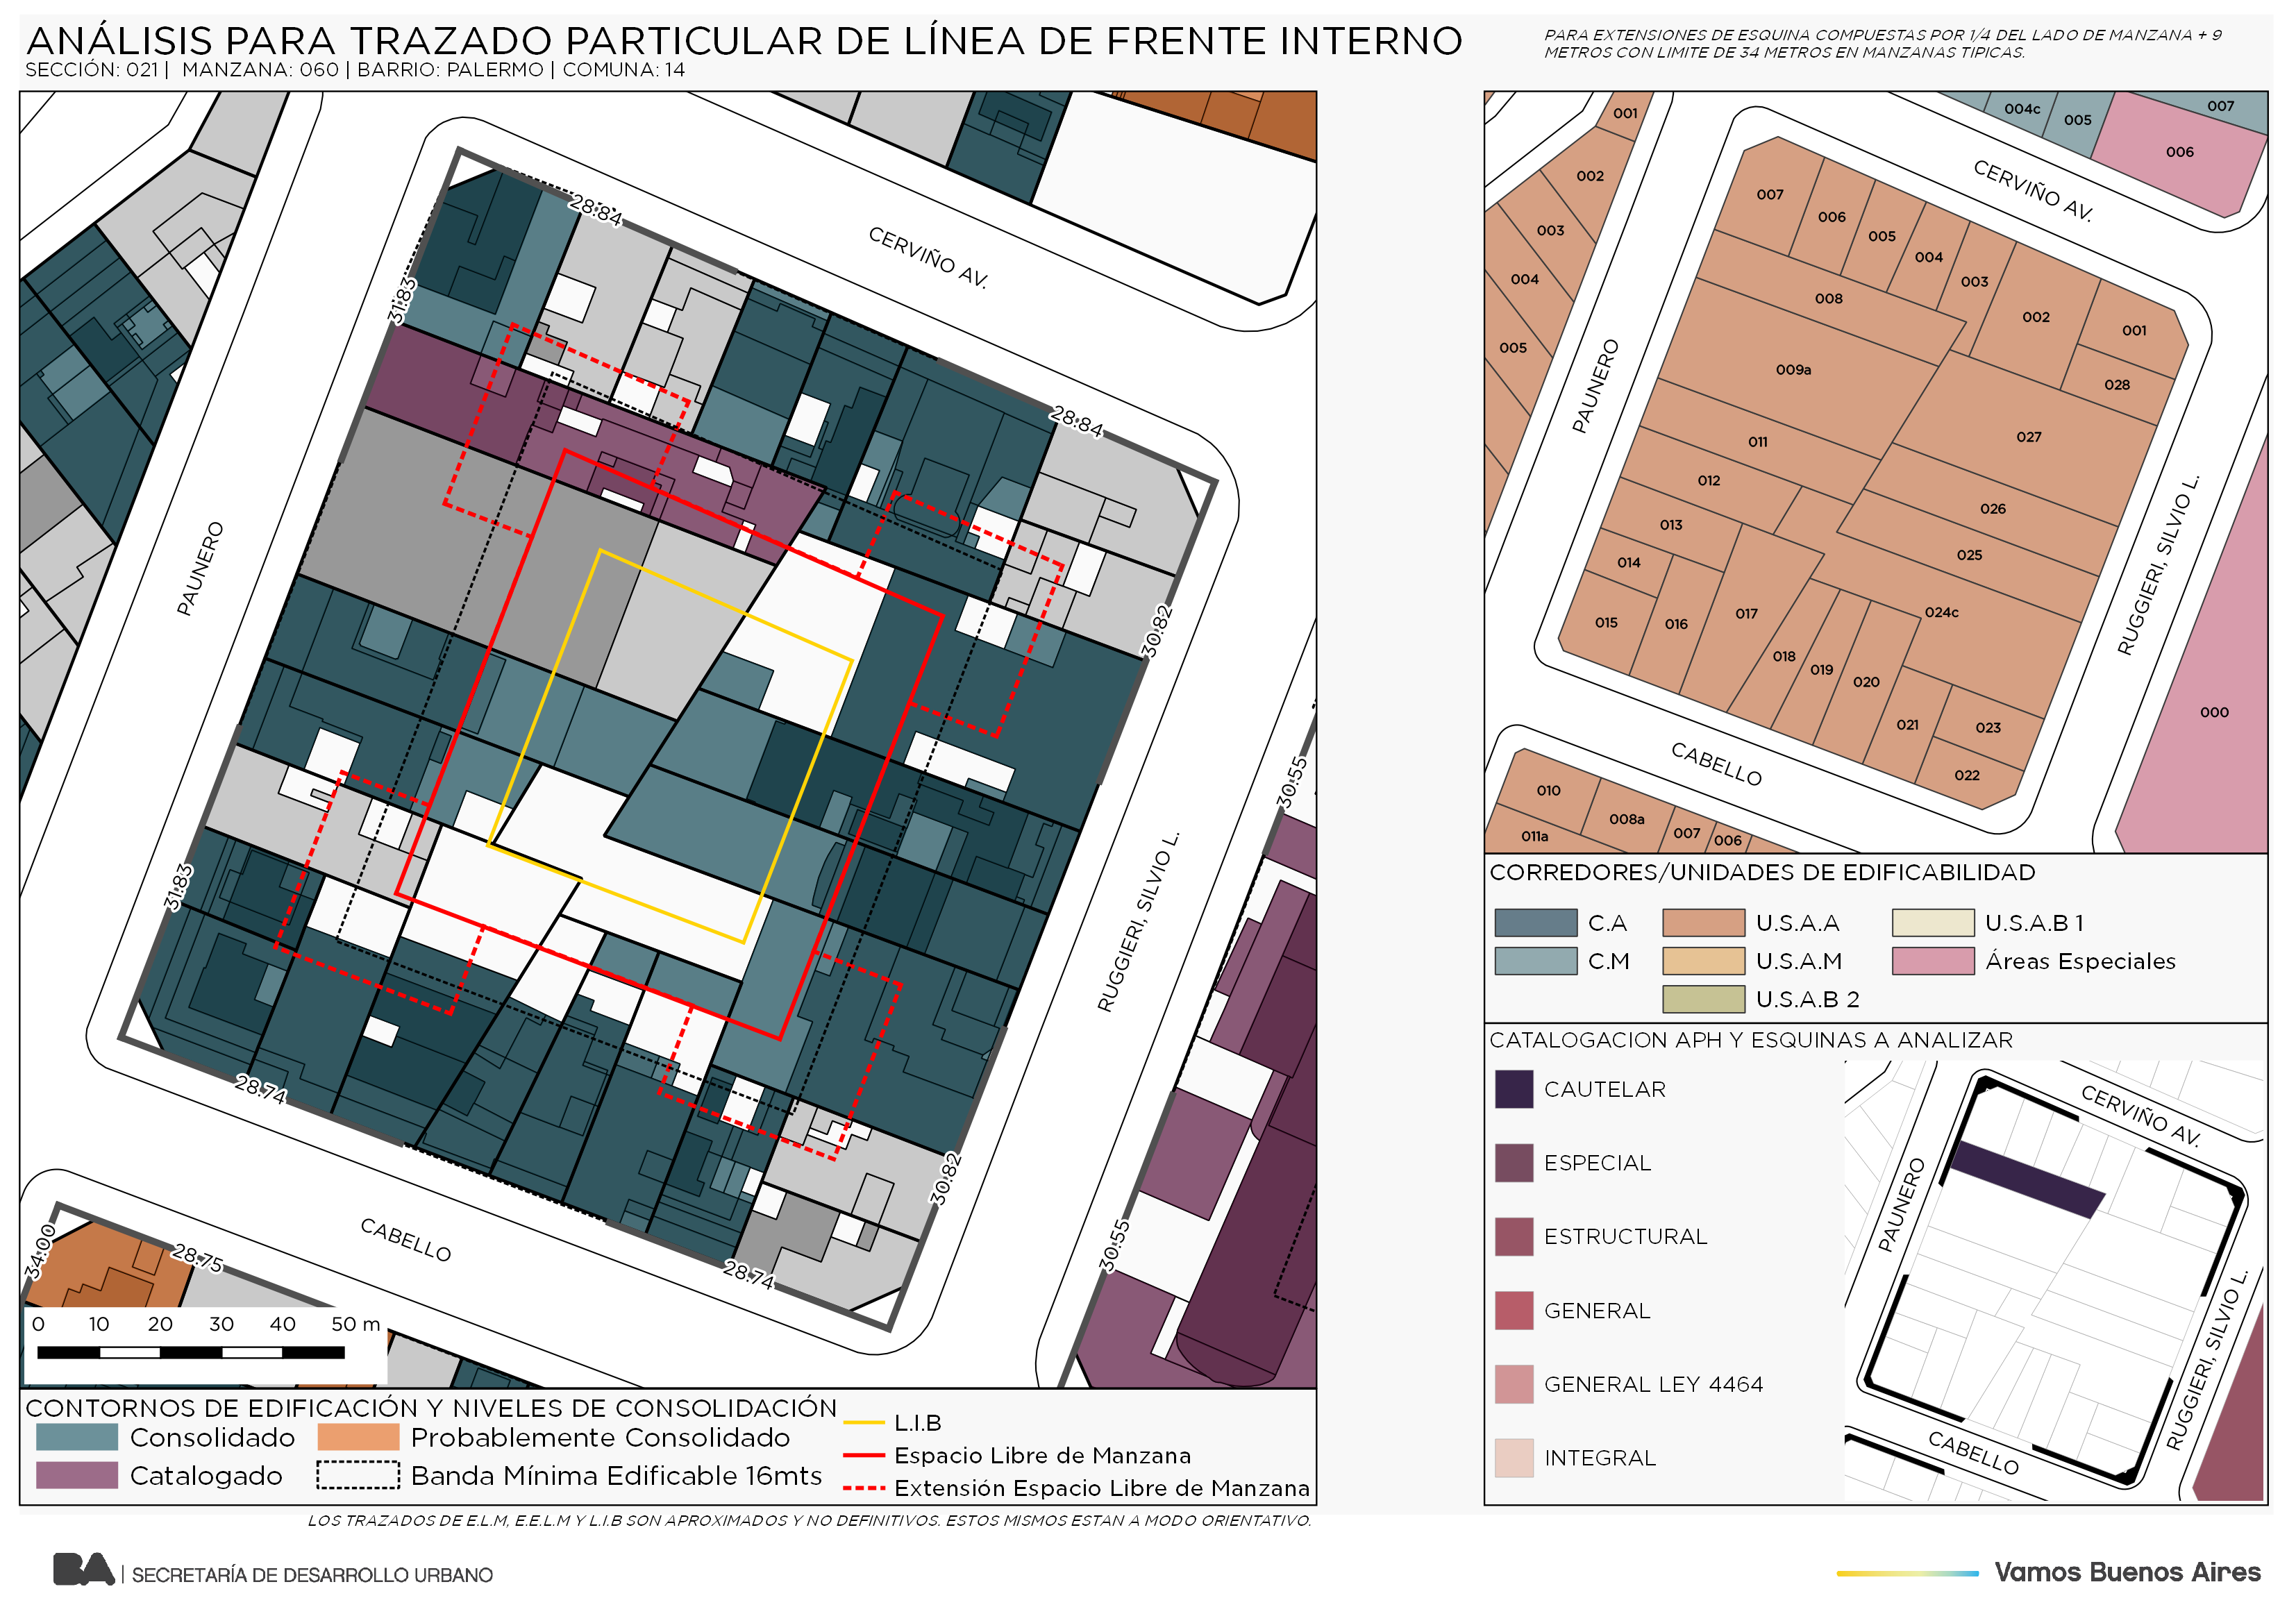 ANÁLISIS PARA TRAZADO PARTICULAR DE LÍNEA DE FRENTE INTERNO
SECCIÓN: 021 | MANZANA: 060 | BARRIO: PALERMO | COMUNA: 14
PARA EXTENSIONES DE ESQUINA COMPUESTAS POR 1/4 DEL LADO DE MANZANA + 9
METROS CON LIMITE DE 34 METROS EN MANZANAS TIPICAS.
28.84
CERVIÑO AV.
31.83
28.84
PAUNERO
30.82
30.55
31.83
RUGGIERI, SILVIO L.
28.74
30.82
CABELLO
28.74
30.55
34.00
28.75
0 10 20 30 40 50 m
CONTORNOS DE EDIFICACIÓN Y NIVELES DE CONSOLIDACIÓN
Consolidado
Probablemente Consolidado
Catalogado
Banda Mínima Edificable 16mts
L.I.B
Espacio Libre de Manzana
Extensión Espacio Libre de Manzana
LOS TRAZADOS DE E.L.M, E.E.L.M Y L.I.B SON APROXIMADOS Y NO DEFINITIVOS. ESTOS MISMOS ESTAN A MODO ORIENTATIVO.
001
004c
005
007
006
002
CERVIÑO AV.
007
006
005
004
003
003
002
001
004
008
028
005
009a
PAUNERO
027
011
012
026
013
025
014
024c
015
016
017
018
019
020
021
023
022
RUGGIERI, SILVIO L.
000
CABELLO
010
008a
007
006
011a
CORREDORES/UNIDADES DE EDIFICABILIDAD
C.A
U.S.A.A
U.S.A.B 1
C.M
U.S.A.M
Áreas Especiales
U.S.A.B 2
CATALOGACION APH Y ESQUINAS A ANALIZAR
CAUTELAR
ESPECIAL
ESTRUCTURAL
GENERAL
GENERAL LEY 4464
INTEGRAL
CERVIÑO AV.
PAUNERO
RUGGIERI, SILVIO L.
CABELLO
BA | SECRETARÍA DE DESARROLLO URBANO
Vamos Buenos Aires